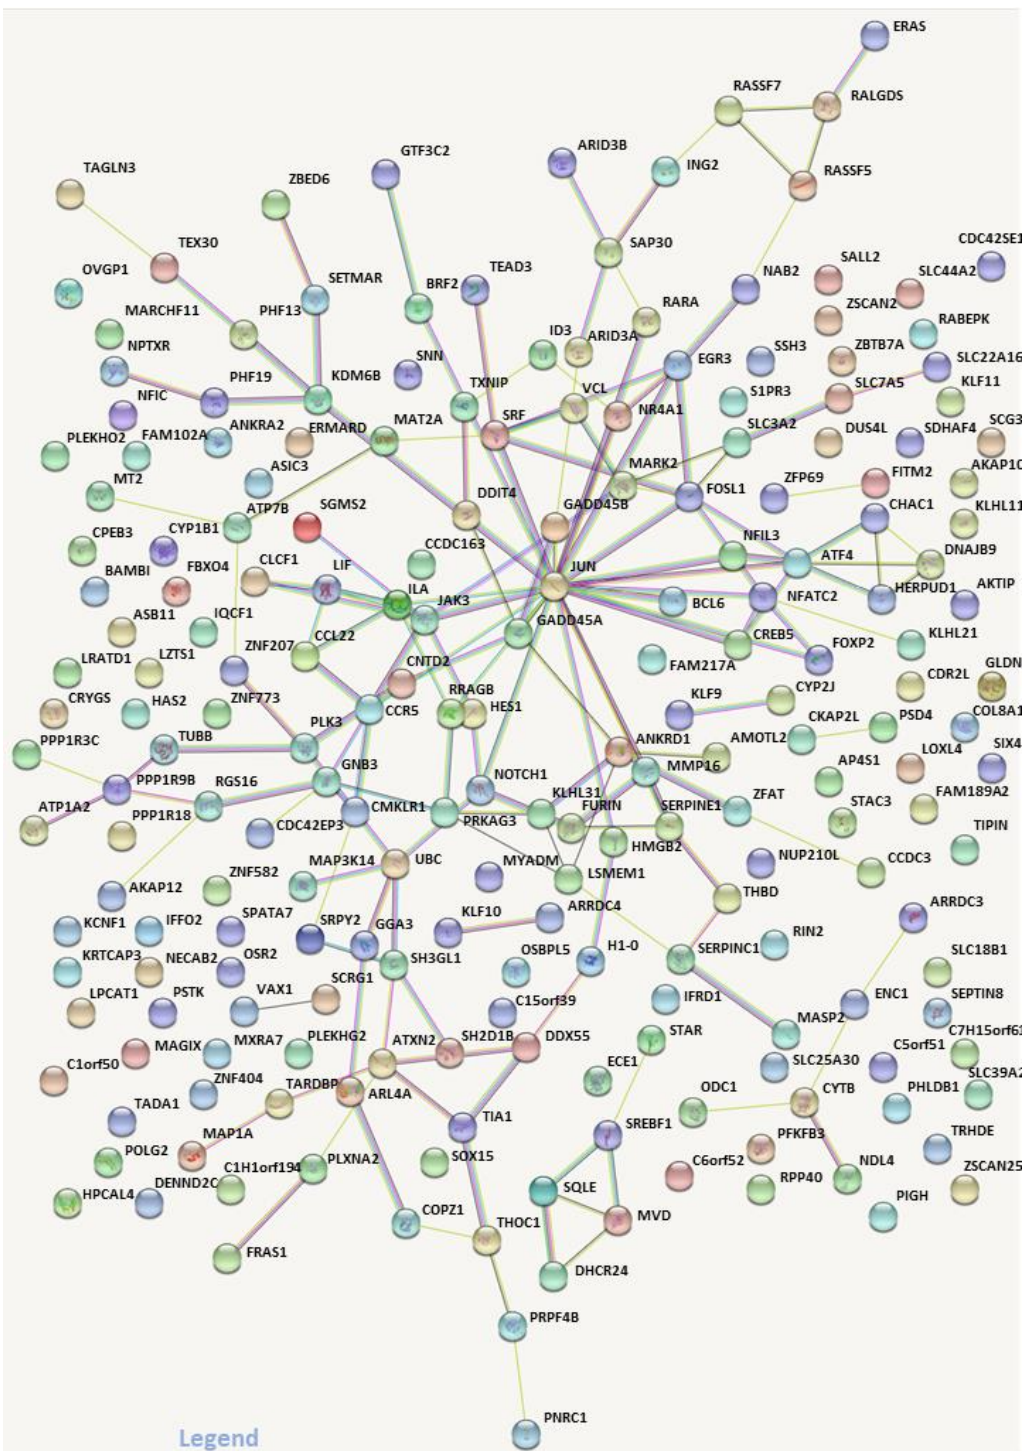 ERAS
RASSF7
RALGDS
GTF3C2
ARID3B
ING2
RASSF5
TAGLN3
ZBED6
SAP30
CDC42SE1
TEX30
SETMAR
BRF2
TEAD3
NAB2
SALL2
SLC44A2
OVGP1
RARA
ZSCAN2
MARCHF11
PHF13
ID3
ARID3A
RABEPK
NPTXR
SNN
EGR3
SSH3
ZBTB7A
SLC22A16
PHF19
KDM6B
TXNIP
VCL
S1PR3
SLC7A5
KLF11
NFIC
MAT2A
SRF
NR4A1
SLC3A2
SCG3
PLEKHO2
FAM102A
ANKRA2
ERMARD
DUS4L
SDHAF4
MARK2
ZFP69
FITM2
AKAP10
MT2
ASIC3
DDIT4
GADD45B
FOSL1
CHAC1
ATP7B
SGMS2
KLHL11
CPEB3
CYP1B1
CCDC163
NFIL3
ATF4
DNAJB9
CLCF1
LIF
JUN
BAMBI
FBXO4
ILA
NFATC2
HERPUD1
AKTIP
JAK3
BCL6
ASB11
IQCF1
CCL22
GADD45A
CREB5
FOXP2
KLHL21
ZNF207
LRATD1
LZTS1
CNTD2
FAM217A
CDR2L
GLDN
CRYGS
HAS2
ZNF773
RRAGB
HES1
KLF9
CYP2J
COL8A1
PLK3
CCR5
CKAP2L
PSD4
PPP1R3C
TUBB
ANKRD1
AMOTL2
LOXL4
SIX4
GNB3
MMP16
AP4S1
PPP1R9B
RGS16
NOTCH1
KLHL31
ZFAT
FAM189A2
ATP1A2
CMKLR1
PRKAG3
FURIN
SERPINE1
STAC3
PPP1R18
CDC42EP3
HMGB2
TIPIN
MAP3K14
UBC
MYADM
LSMEM1
NUP210L
CCDC3
ZNF582
THBD
AKAP12
ARRDC4
ARRDC3
KCNF1
IFFO2
SPATA7
SRPY2
GGA3
KLF10
RIN2
OSBPL5
H1-0
SERPINC1
SLC18B1
KRTCAP3
NECAB2
OSR2
SH3GL1
SCRG1
IFRD1
ENC1
LPCAT1
PSTK
VAX1
C15orf39
MASP2
SEPTIN8
STAR
MAGIX
MXRA7
PLEKHG2
ATXN2
SH2D1B
DDX55
C5orf51
C7H15orf61
C1orf50
ECE1
SLC25A30
ZNF404
TARDBP
ARL4A
ODC1
CYTB
PHLDB1
SLC39A2
TADA1
TIA1
SREBF1
MAP1A
PFKFB3
TRHDE
POLG2
C1H1orf194
PLXNA2
SOX15
C6orf52
NDL4
HPCAL4
DENND2C
SQLE
RPP40
ZSCAN25
COPZ1
MVD
PIGH
THOC1
FRAS1
DHCR24
PRPF4B
PNRC1
Legend